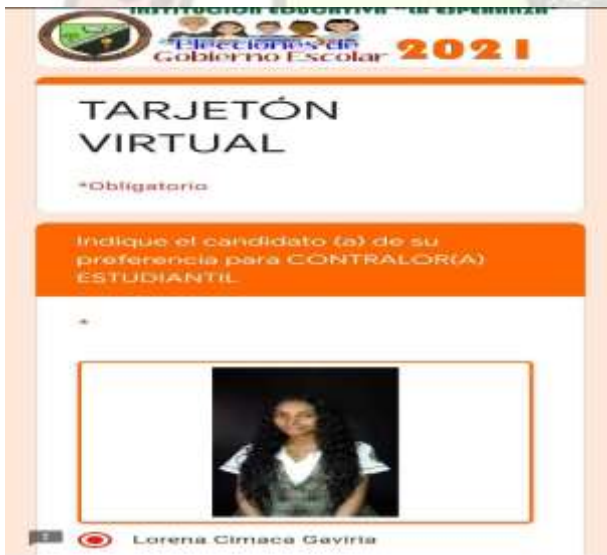 INSTITUCIÓN EDUCATIVA "LA ESPERANZA"
Elecciones de
Gobierno Escolar 2021
TARJETÓN
VIRTUAL
*Obligatorio
Indique el candidato (a) de su
preferencia para CONTRALOR(A)
ESTUDIANTIL
*
Lorena Cimaca Gaviria